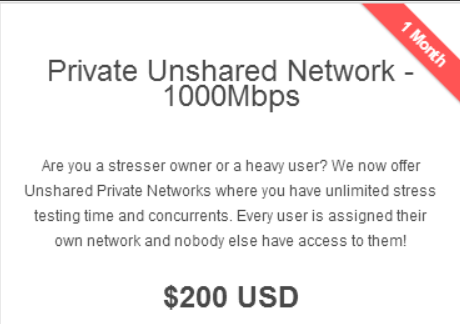 1 Month
Private Unshared Network -
1000Mbps
Are you a stresser owner or a heavy user? We now offer
Unshared Private Networks where you have unlimited stress
testing time and concurrents. Every user is assigned their
own network and nobody else have access to them!
$200 USD